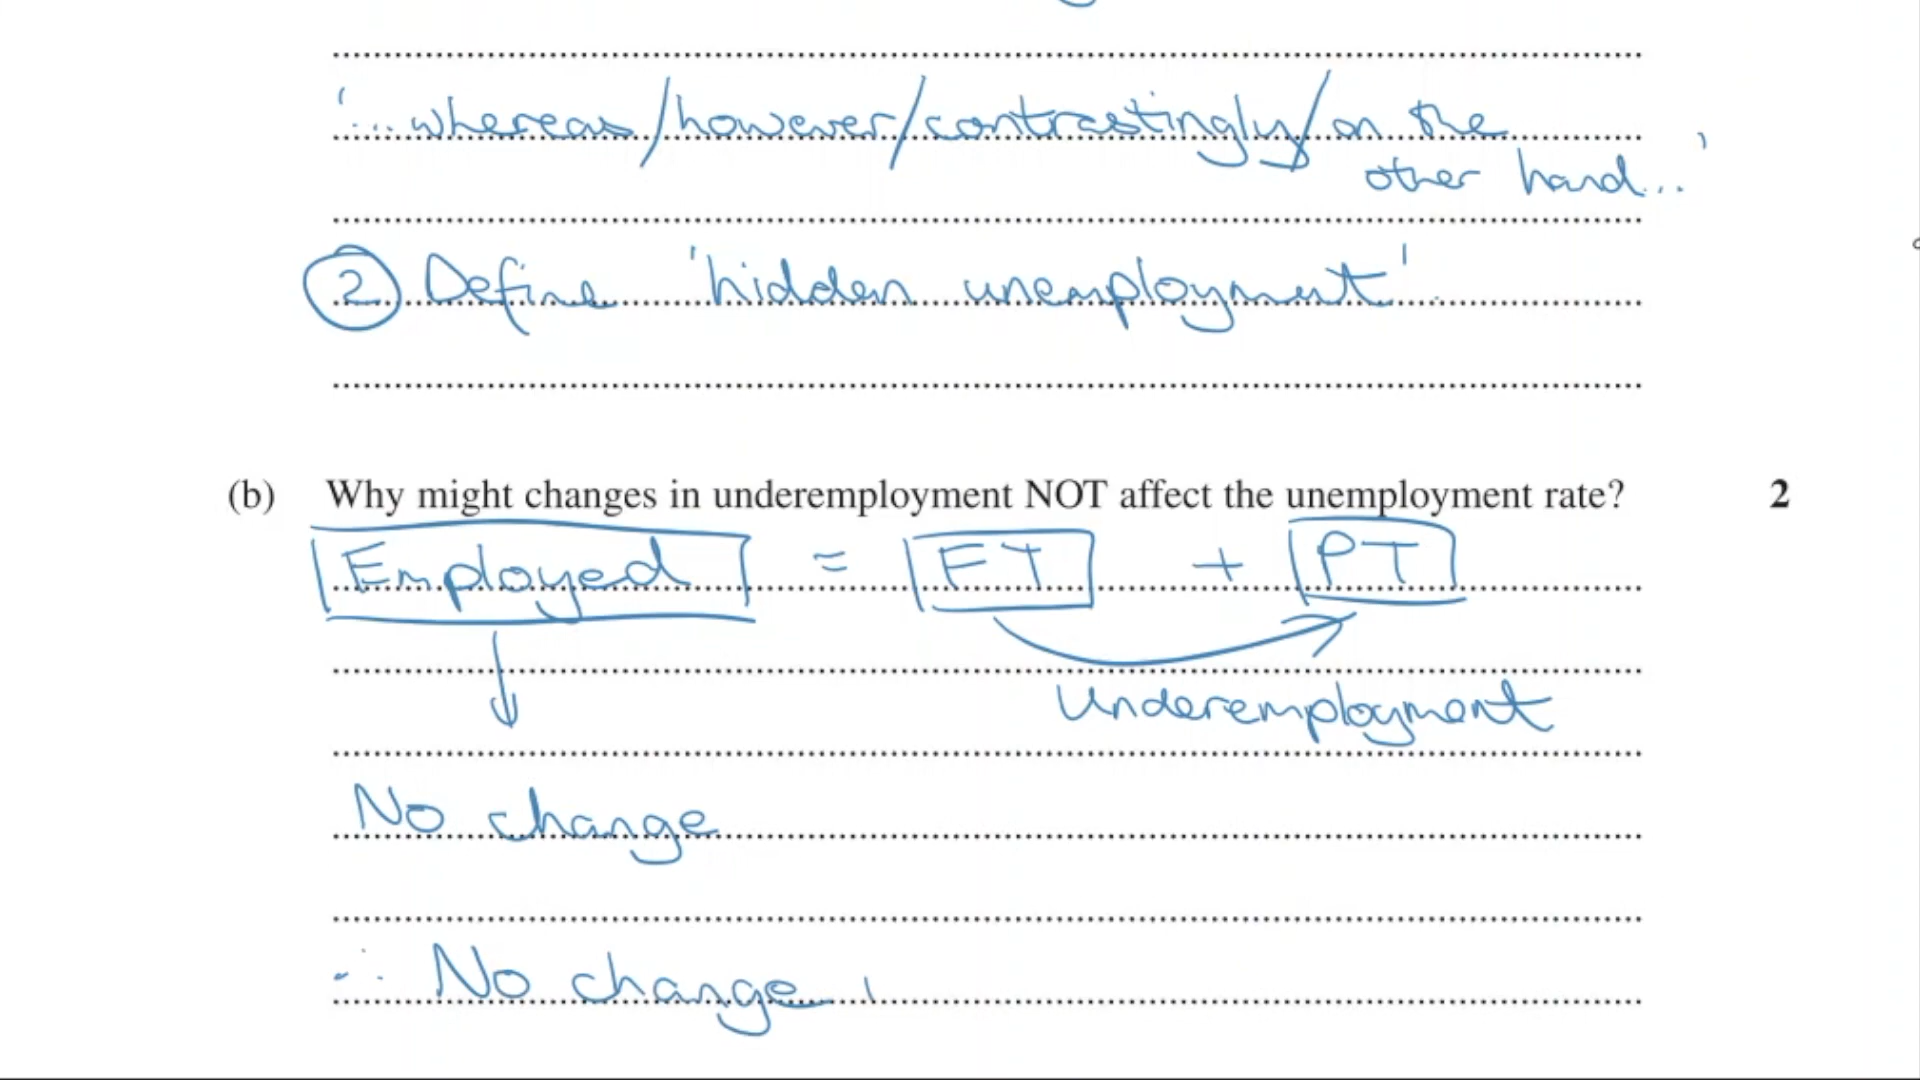 '... whereas/however/contrastingly/on the
other hand... '
2 Define 'hidden unemployment'
(b) Why might changes in underemployment NOT affect the unemployment rate? 2
Employed = FT + PT
Underemployment
No change
∴ No change